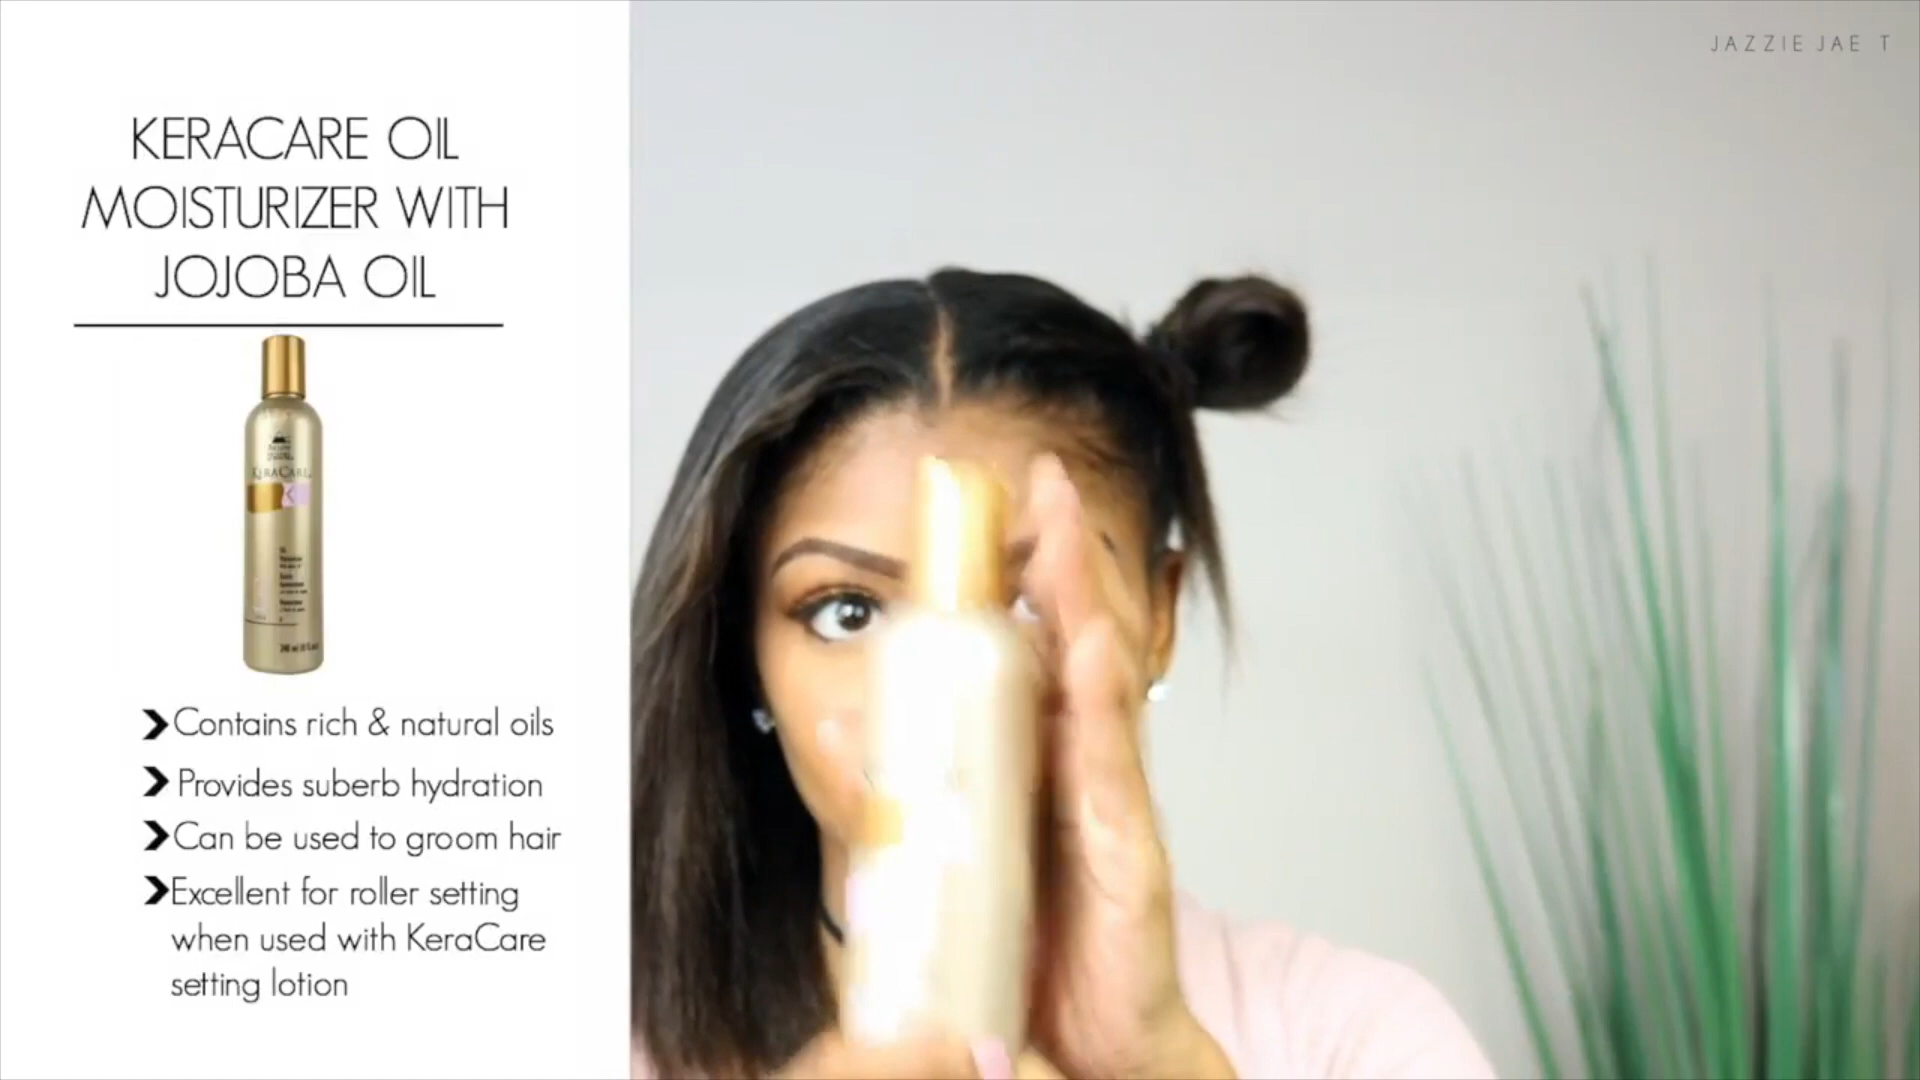 JAZZIE JAE T
KERACARE OIL
MOISTURIZER WITH
JOJOBA OIL
KERACARE
Contains rich & natural oils
Provides suberb hydration
Can be used to groom hair
Excellent for roller setting
when used with KeraCare
setting lotion